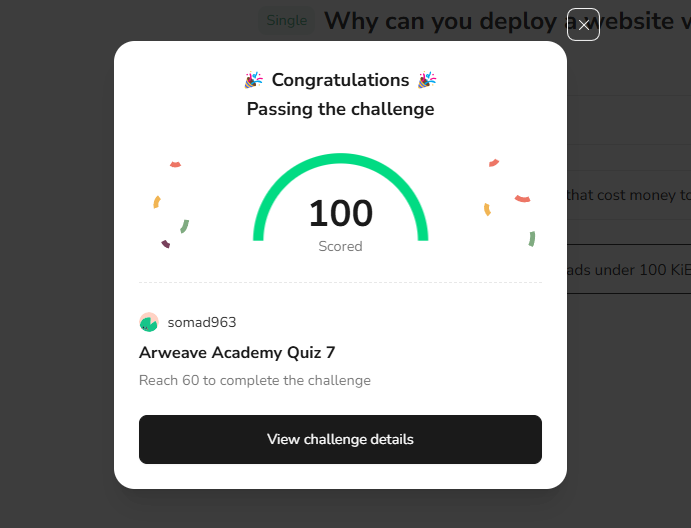 Single Why can you deploy a website w
Congratulations
Passing the challenge
that cost money to
100
Scored
ads under 100 KiB
somad963
Arweave Academy Quiz 7
Reach 60 to complete the challenge
View challenge details